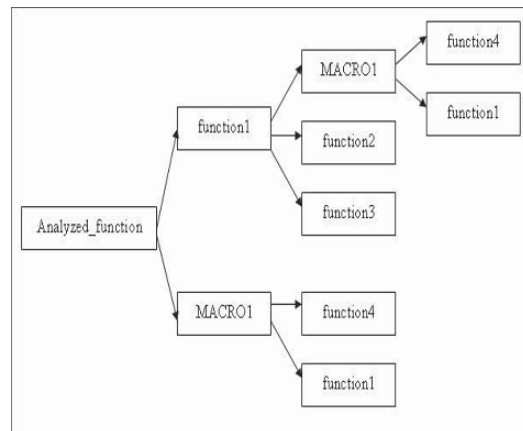 function4
MACRO1
function1
function1
function2
function3
Analyzed_function
MACRO1
function4
function1